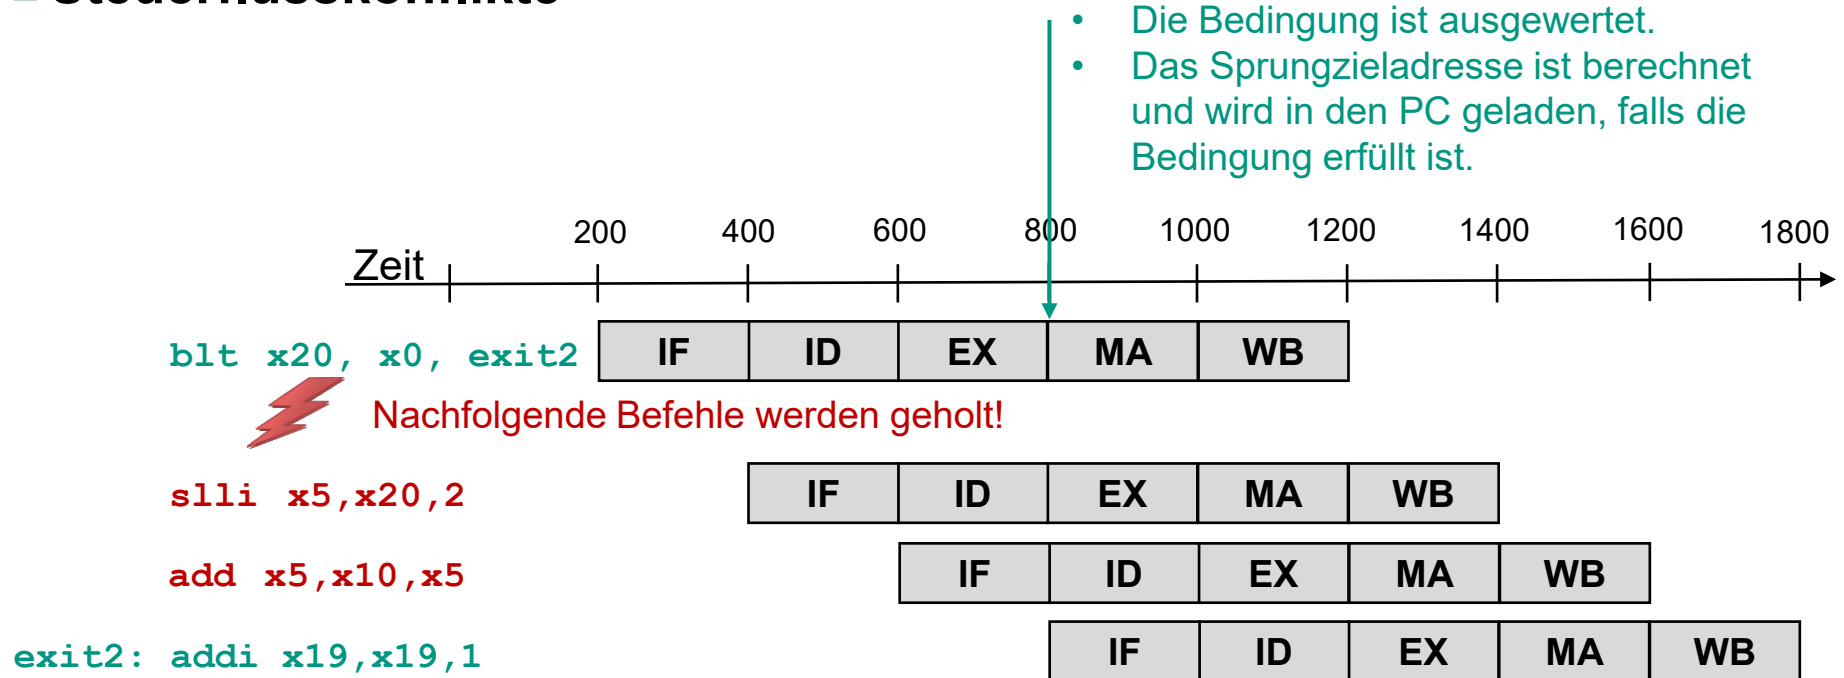 Steuerflusskonflikte
• Die Bedingung ist ausgewertet.
• Das Sprungzieladresse ist berechnet
und wird in den PC geladen, falls die
Bedingung erfüllt ist.
200 400 600 800 1000 1200 1400 1600 1800
Zeit
blt x20, x0, exit2 IF ID EX MA WB
Nachfolgende Befehle werden geholt!
slli x5,x20,2 IF ID EX MA WB
add x5,x10,x5 IF ID EX MA WB
exit2: addi x19,x19,1 IF ID EX MA WB